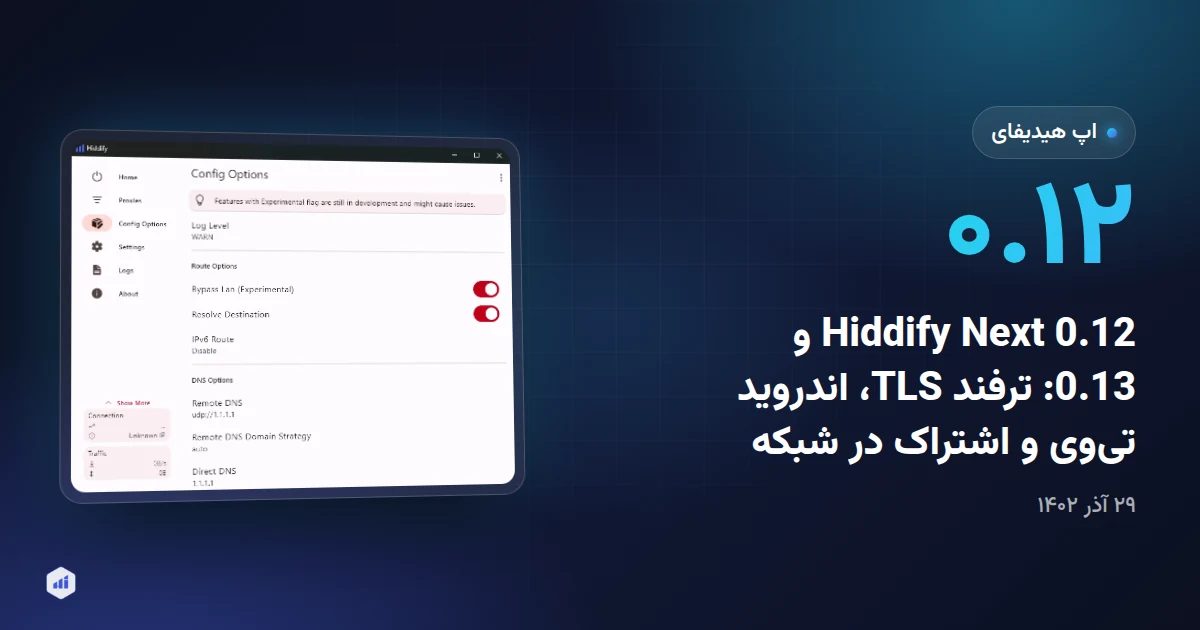 اپ هیدیفای
۰.۱۲
Hiddify Next 0.12 و
0.13: ترفند TLS، اندروید
تی‌وی و اشتراک در شبکه
۲۹ آذر ۱۴۰۲
Hiddify
Home
Proxies
Config Options
Settings
Logs
About
Show More
Connection
Unknown IP
Traffic
Config Options
Features with Experimental flag are still in development and might cause issues.
Log Level
WARN
Route Options
Bypass Lan (Experimental)
Resolve Destination
IPv6 Route
Disable
DNS Options
Remote DNS
udp://1.1.1.1
Remote DNS Domain Strategy
auto
Direct DNS
1.1.1.1